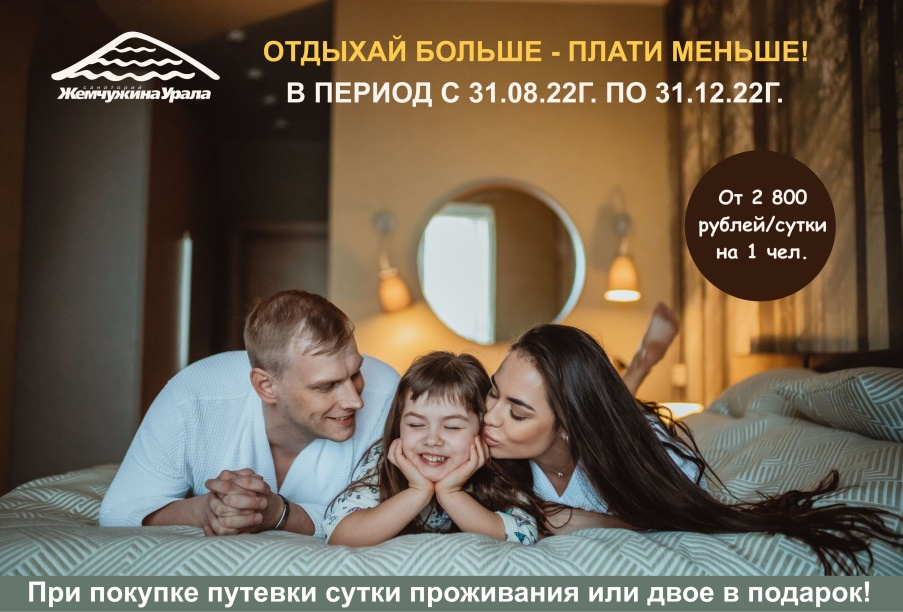 ОТДЫХАЙ БОЛЬШЕ - ПЛАТИ МЕНЬШЕ!
В ПЕРИОД С 31.08.22Г. ПО 31.12.22Г.
санаторий
Жемчужина Урала
От 2 800
рублей/сутки
на 1 чел.
При покупке путевки сутки проживания или двое в подарок!